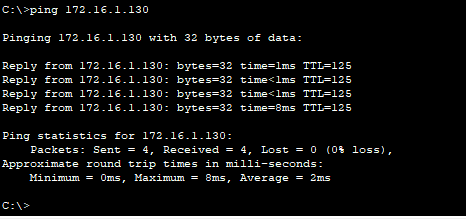 C:\>ping 172.16.1.130
Pinging 172.16.1.130 with 32 bytes of data:
Reply from 172.16.1.130: bytes=32 time=1ms TTL=125
Reply from 172.16.1.130: bytes=32 time<1ms TTL=125
Reply from 172.16.1.130: bytes=32 time<1ms TTL=125
Reply from 172.16.1.130: bytes=32 time=8ms TTL=125
Ping statistics for 172.16.1.130:
    Packets: Sent = 4, Received = 4, Lost = 0 (0% loss),
Approximate round trip times in milli-seconds:
    Minimum = 0ms, Maximum = 8ms, Average = 2ms
C:\>